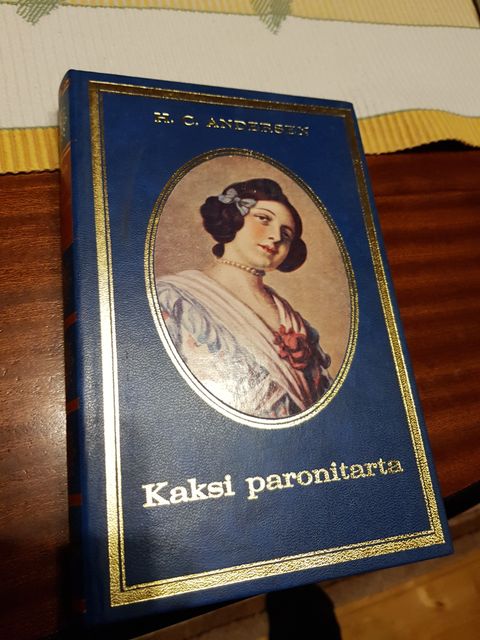 H. C. ANDERSEN
Kaksi paronitarta